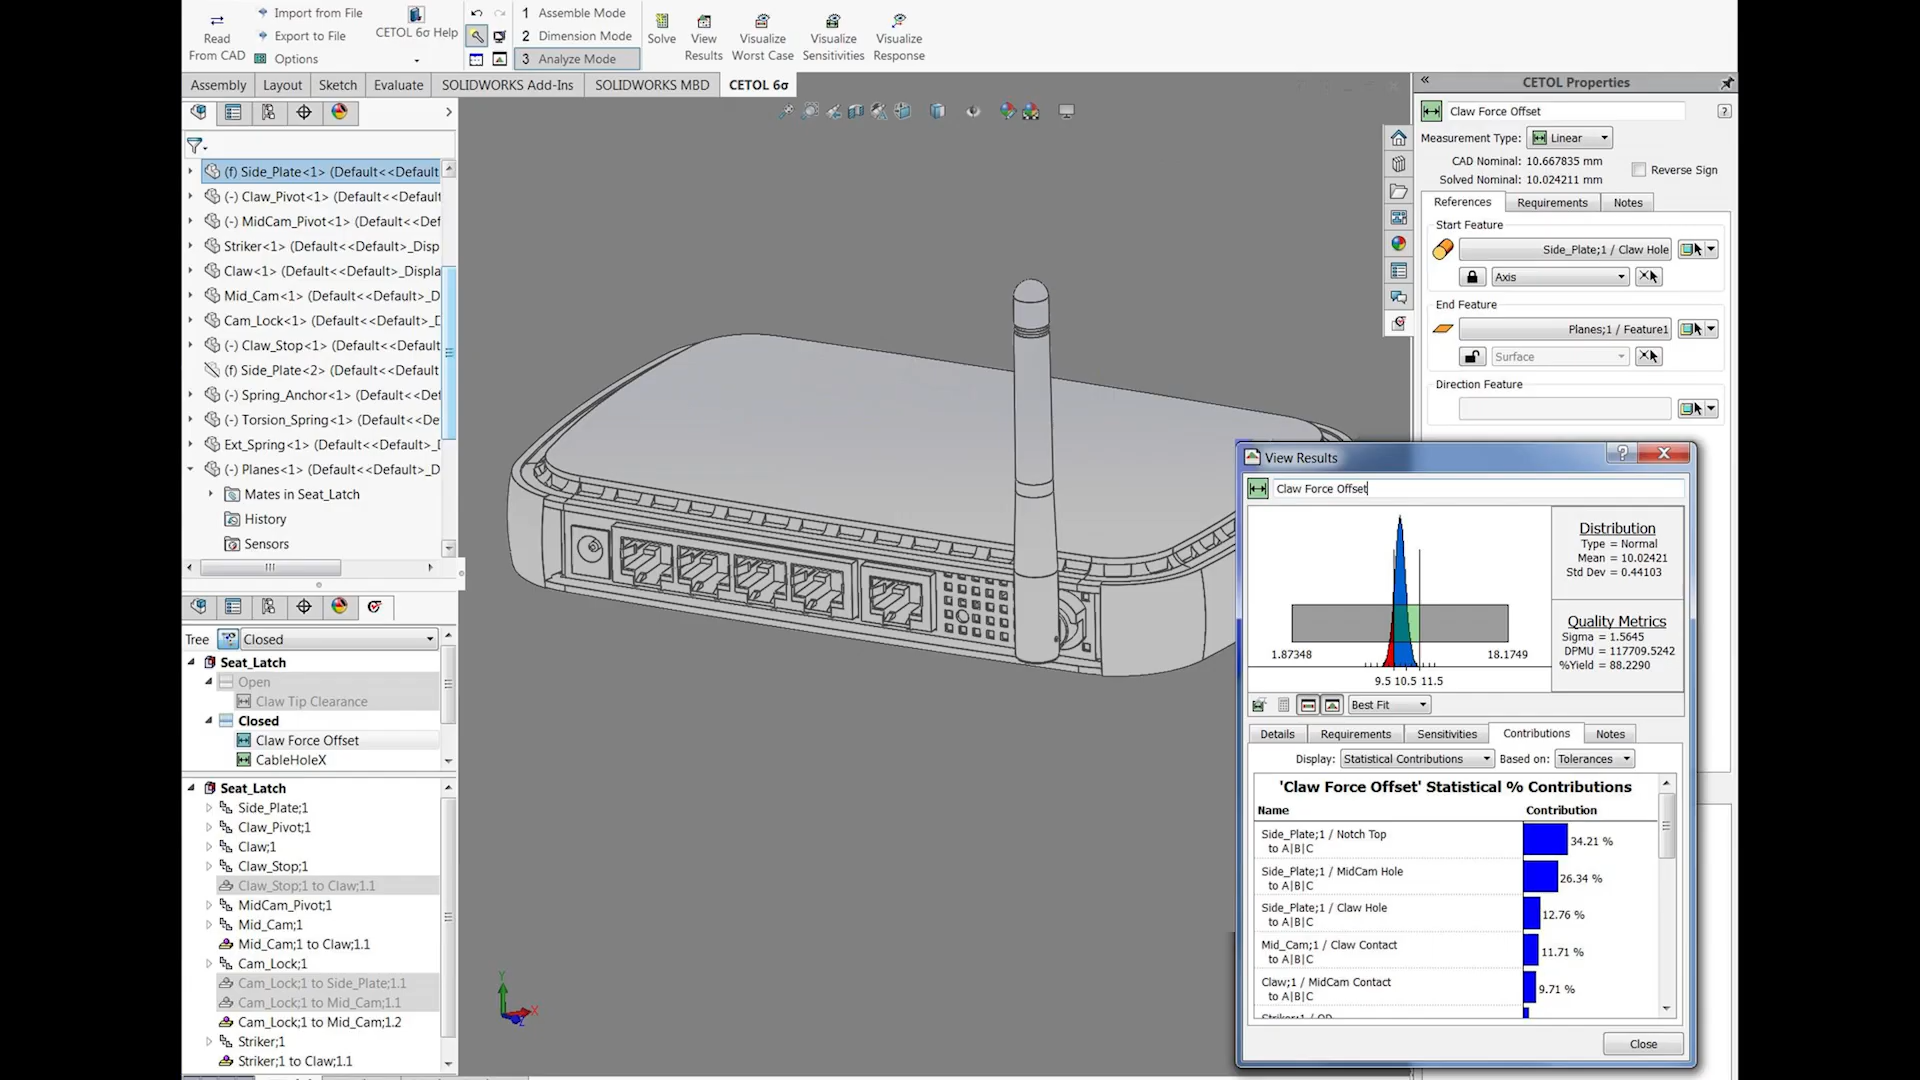 Read
From CAD
Import from File
Export to File
Options
CETOL 6σ Help
1 Assemble Mode
2 Dimension Mode
3 Analyze Mode
Solve
View
Results
Visualize
Worst Case
Visualize
Sensitivities
Visualize
Response
Assembly
Layout
Sketch
Evaluate
SOLIDWORKS Add-Ins
SOLIDWORKS MBD
CETOL 6σ
(f) Side_Plate<1> (Default<<Default
(-) Claw_Pivot<1> (Default<<Default
(-) MidCam_Pivot<1> (Default<<Def
Striker<1> (Default<<Default>_Disp
Claw<1> (Default<<Default>_Displa
Mid_Cam<1> (Default<<Default>_D
Cam_Lock<1> (Default<<Default>_D
(-) Claw_Stop<1> (Default<<Default
(f) Side_Plate<2> (Default<<Default
(-) Spring_Anchor<1> (Default<<Def
(-) Torsion_Spring<1> (Default<<De
Ext_Spring<1> (Default<<Default>_D
(-) Planes<1> (Default<<Default>_D
Mates in Seat_Latch
History
Sensors
Tree
Closed
Seat_Latch
Open
Claw Tip Clearance
Closed
Claw Force Offset
CableHoleX
Seat_Latch
Side_Plate;1
Claw_Pivot;1
Claw;1
Claw_Stop;1
Claw_Stop;1 to Claw;1.1
MidCam_Pivot;1
Mid_Cam;1
Mid_Cam;1 to Claw;1.1
Cam_Lock;1
Cam_Lock;1 to Side_Plate;1.1
Cam_Lock;1 to Mid_Cam;1.1
Cam_Lock;1 to Mid_Cam;1.2
Striker;1
Striker;1 to Claw;1.1
Y
X
Z
CETOL Properties
Claw Force Offset
Measurement Type: Linear
CAD Nominal: 10.667835 mm
Solved Nominal: 10.024211 mm
Reverse Sign
References
Requirements
Notes
Start Feature
Side_Plate;1 / Claw Hole
Axis
End Feature
Planes;1 / Feature1
Surface
Direction Feature
View Results
Claw Force Offset
1.87348
18.1749
9.5 10.5 11.5
Distribution
Type = Normal
Mean = 10.02421
Std Dev = 0.44103
Quality Metrics
Sigma = 1.5645
DPMU = 117709.5242
%Yield = 88.2290
Best Fit
Details
Requirements
Sensitivities
Contributions
Notes
Display: Statistical Contributions Based on: Tolerances
'Claw Force Offset' Statistical % Contributions
Name Contribution
Side_Plate;1 / Notch Top
to A|B|C
34.21 %
Side_Plate;1 / MidCam Hole
to A|B|C
26.34 %
Side_Plate;1 / Claw Hole
to A|B|C
12.76 %
Mid_Cam;1 / Claw Contact
to A|B|C
11.71 %
Claw;1 / MidCam Contact
to A|B|C
9.71 %
Striker;1 / OD
Close